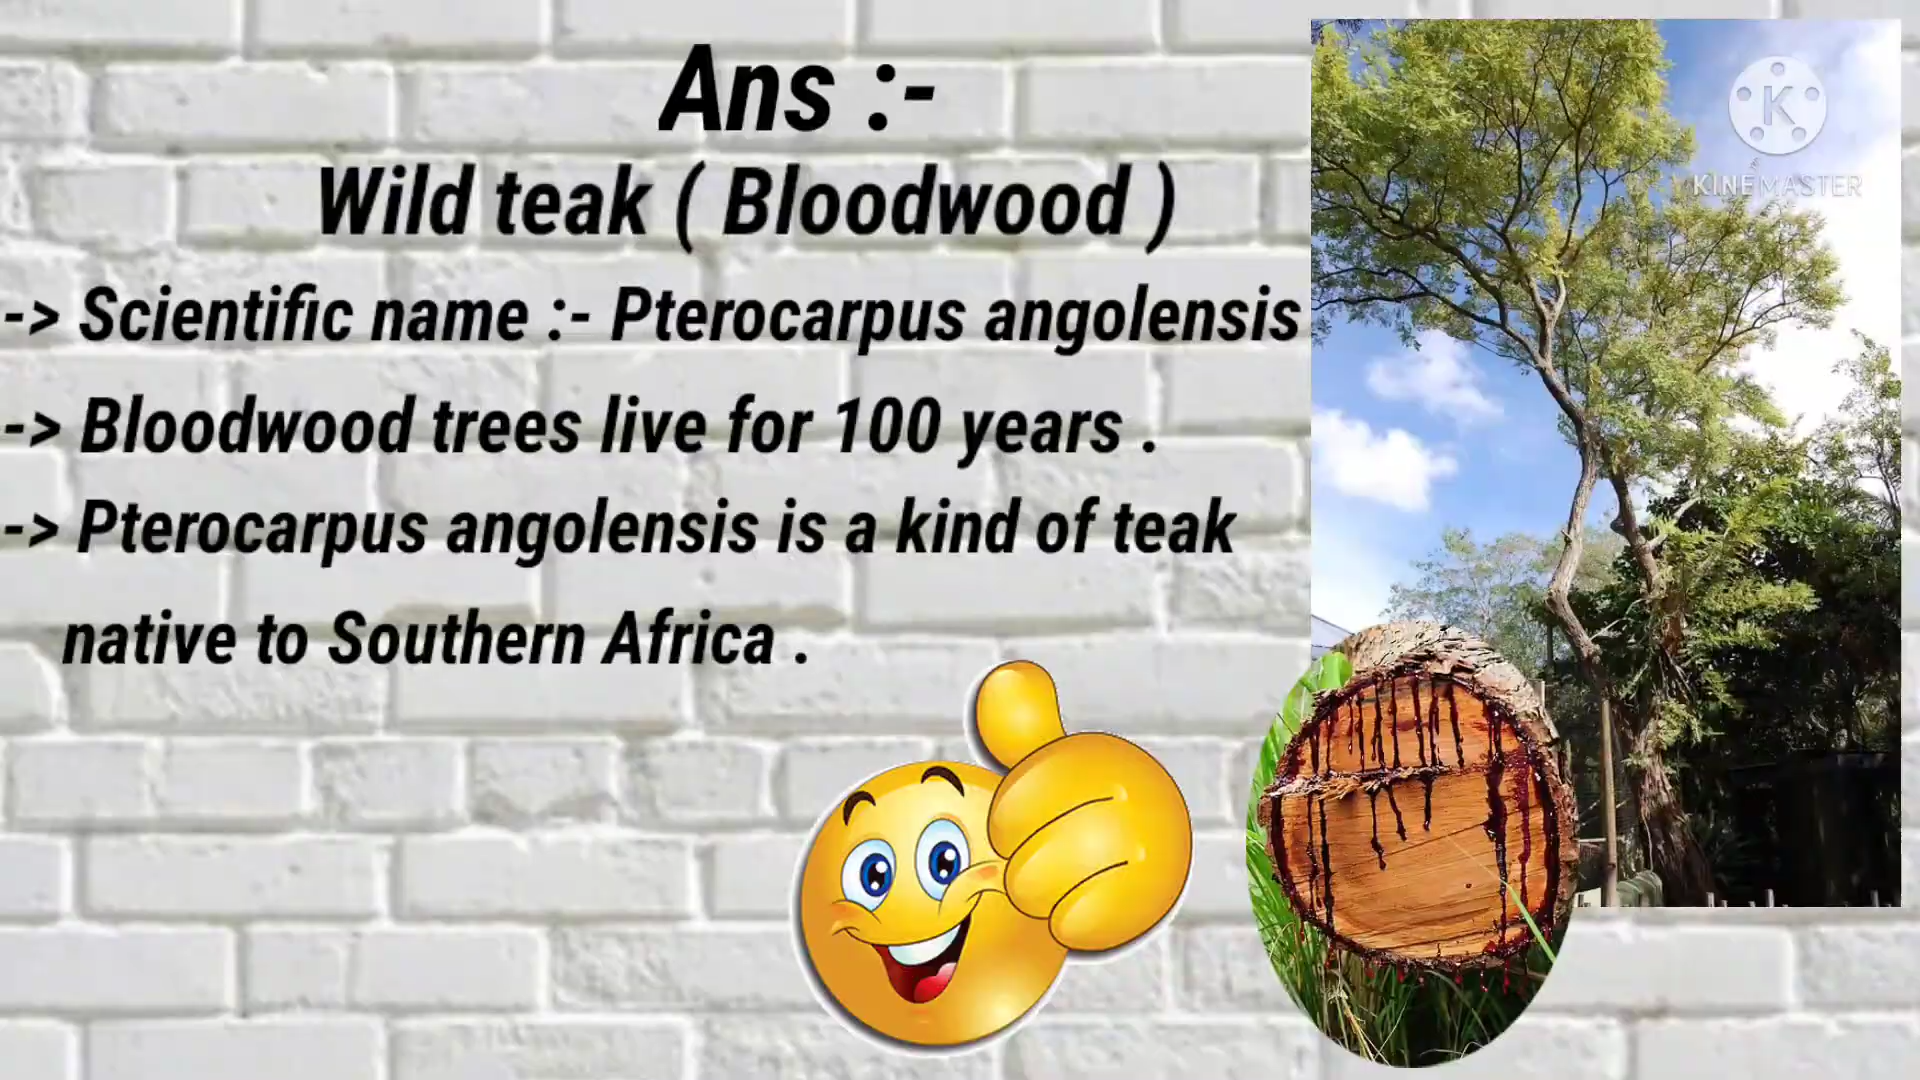 Ans :-
Wild teak ( Bloodwood )
-> Scientific name :- Pterocarpus angolensis
-> Bloodwood trees live for 100 years .
-> Pterocarpus angolensis is a kind of teak
native to Southern Africa .
K
KINEMASTER